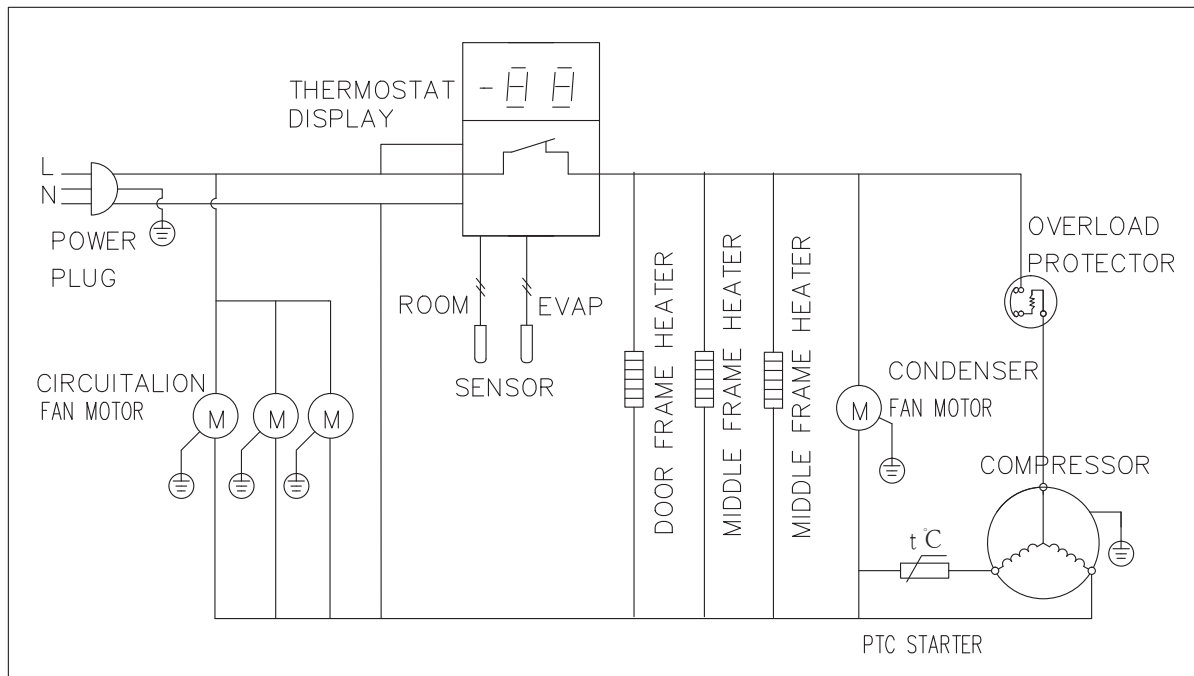 THERMOSTAT
DISPLAY
-88
L
N
POWER
PLUG
ROOM
EVAP
SENSOR
OVERLOAD
PROTECTOR
DOOR FRAME HEATER
MIDDLE FRAME HEATER
MIDDLE FRAME HEATER
CIRCUITALION
FAN MOTOR
M
M
M
M
CONDENSER
FAN MOTOR
COMPRESSOR
t°C
PTC STARTER